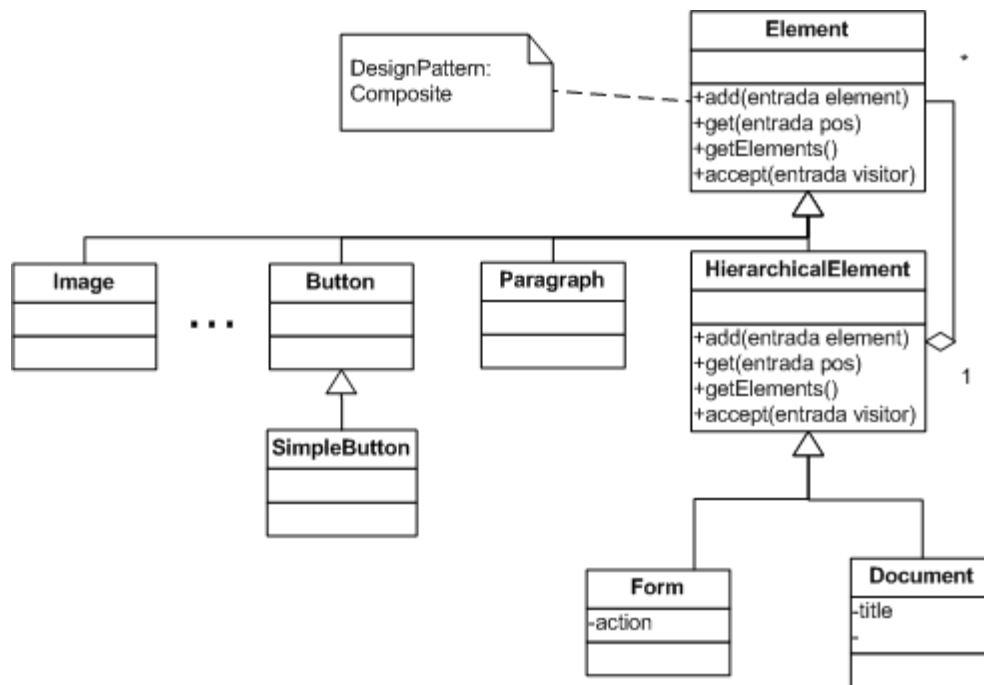 Element
*
DesignPattern:
Composite
+add(entrada element)
+get(entrada pos)
+getElements()
+accept(entrada visitor)
Image
...
Button
Paragraph
HierarchicalElement
+add(entrada element)
+get(entrada pos)
+getElements()
+accept(entrada visitor)
1
SimpleButton
Form
-action
Document
-title
-